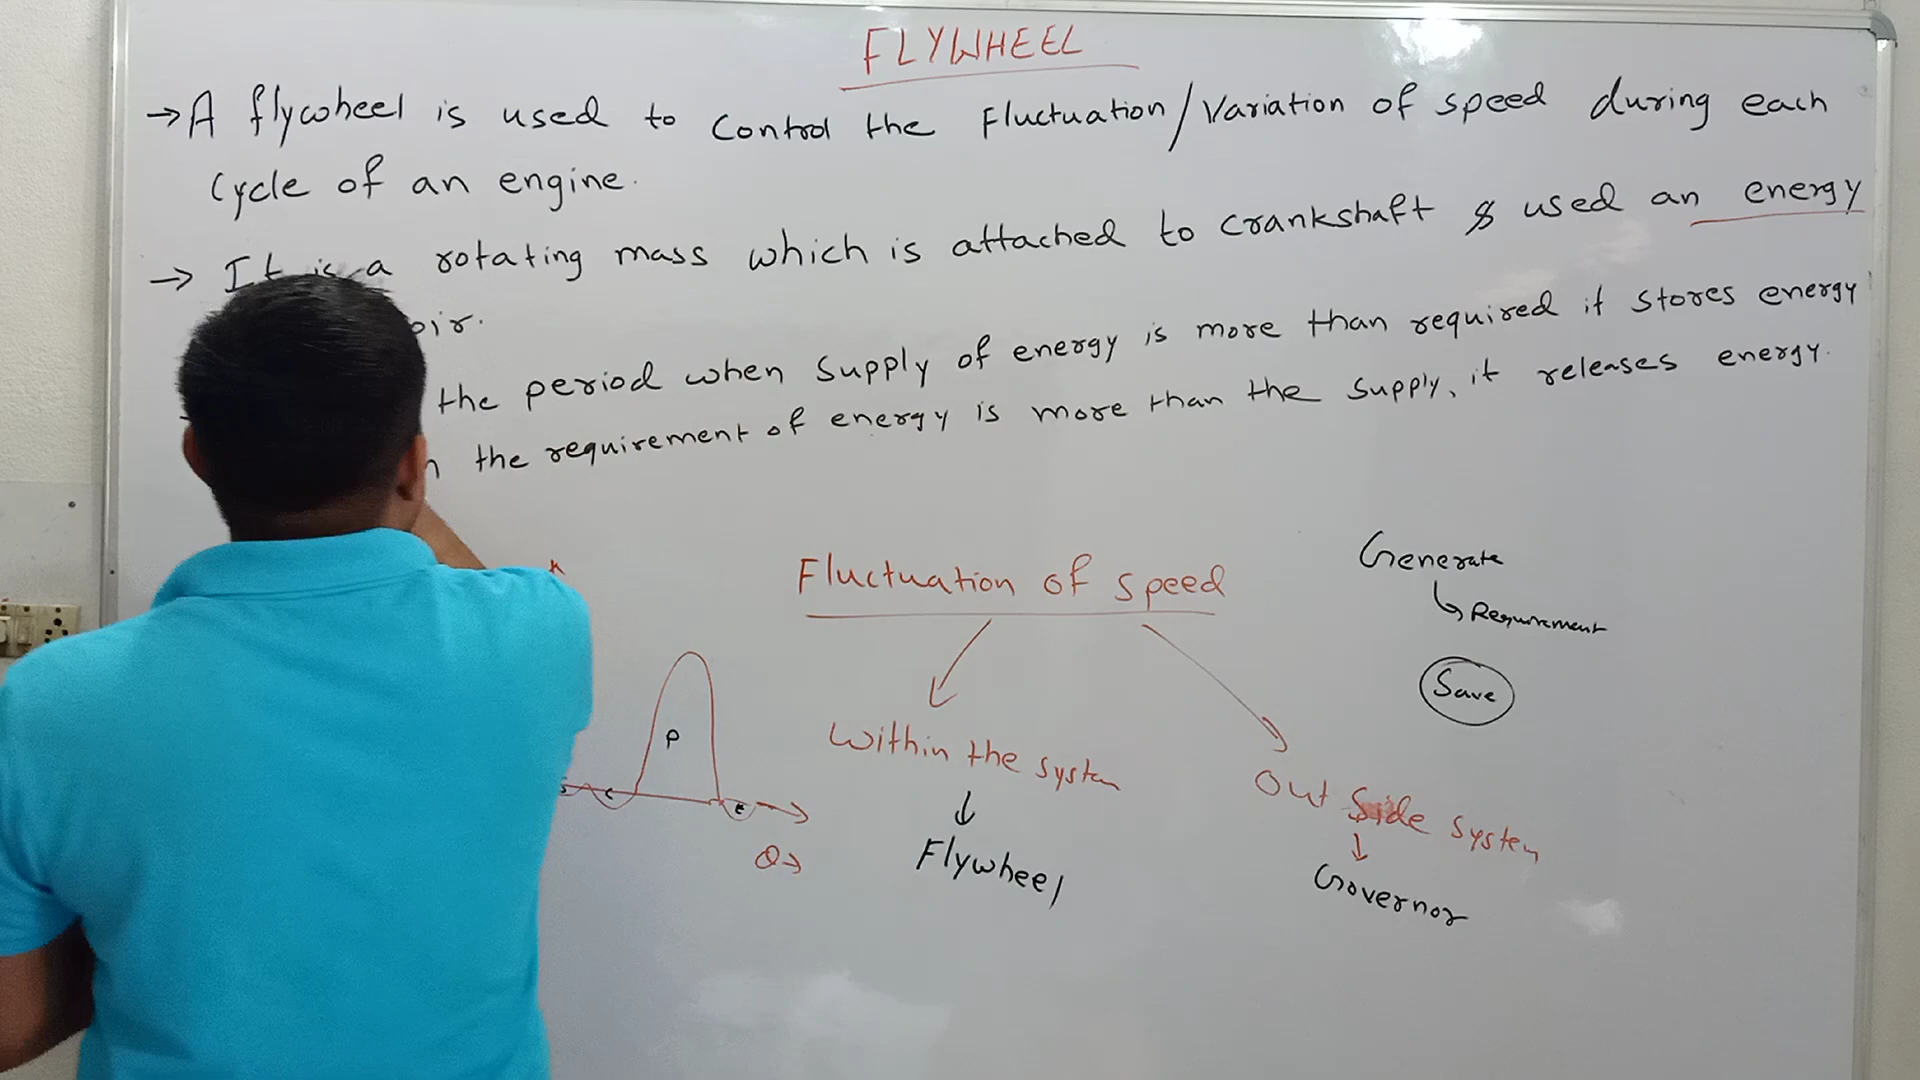 FLYWHEEL
→ A flywheel is used to control the Fluctuation/Variation of speed during each
cycle of an engine.
→ It is a rotating mass which is attached to crankshaft & used an energy
oir.
the period when supply of energy is more than required it stores energy
n the requirement of energy is more than the supply, it releases energy.
Fluctuation of speed
Generate
Requirement
Save
P
Within the system
Out Side system
Flywheel
Governor
θ→